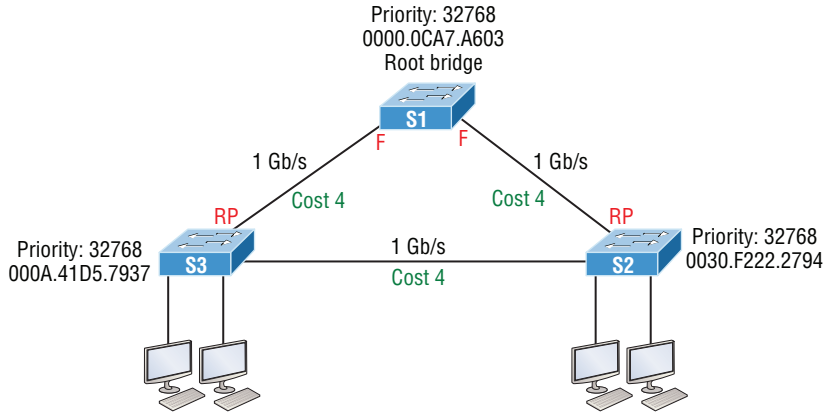 Priority: 32768
0000.0CA7.A603
Root bridge
S1
F
F
1 Gb/s
1 Gb/s
Cost 4
Cost 4
RP
RP
Priority: 32768
000A.41D5.7937
S3
1 Gb/s
Cost 4
S2
Priority: 32768
0030.F222.2794